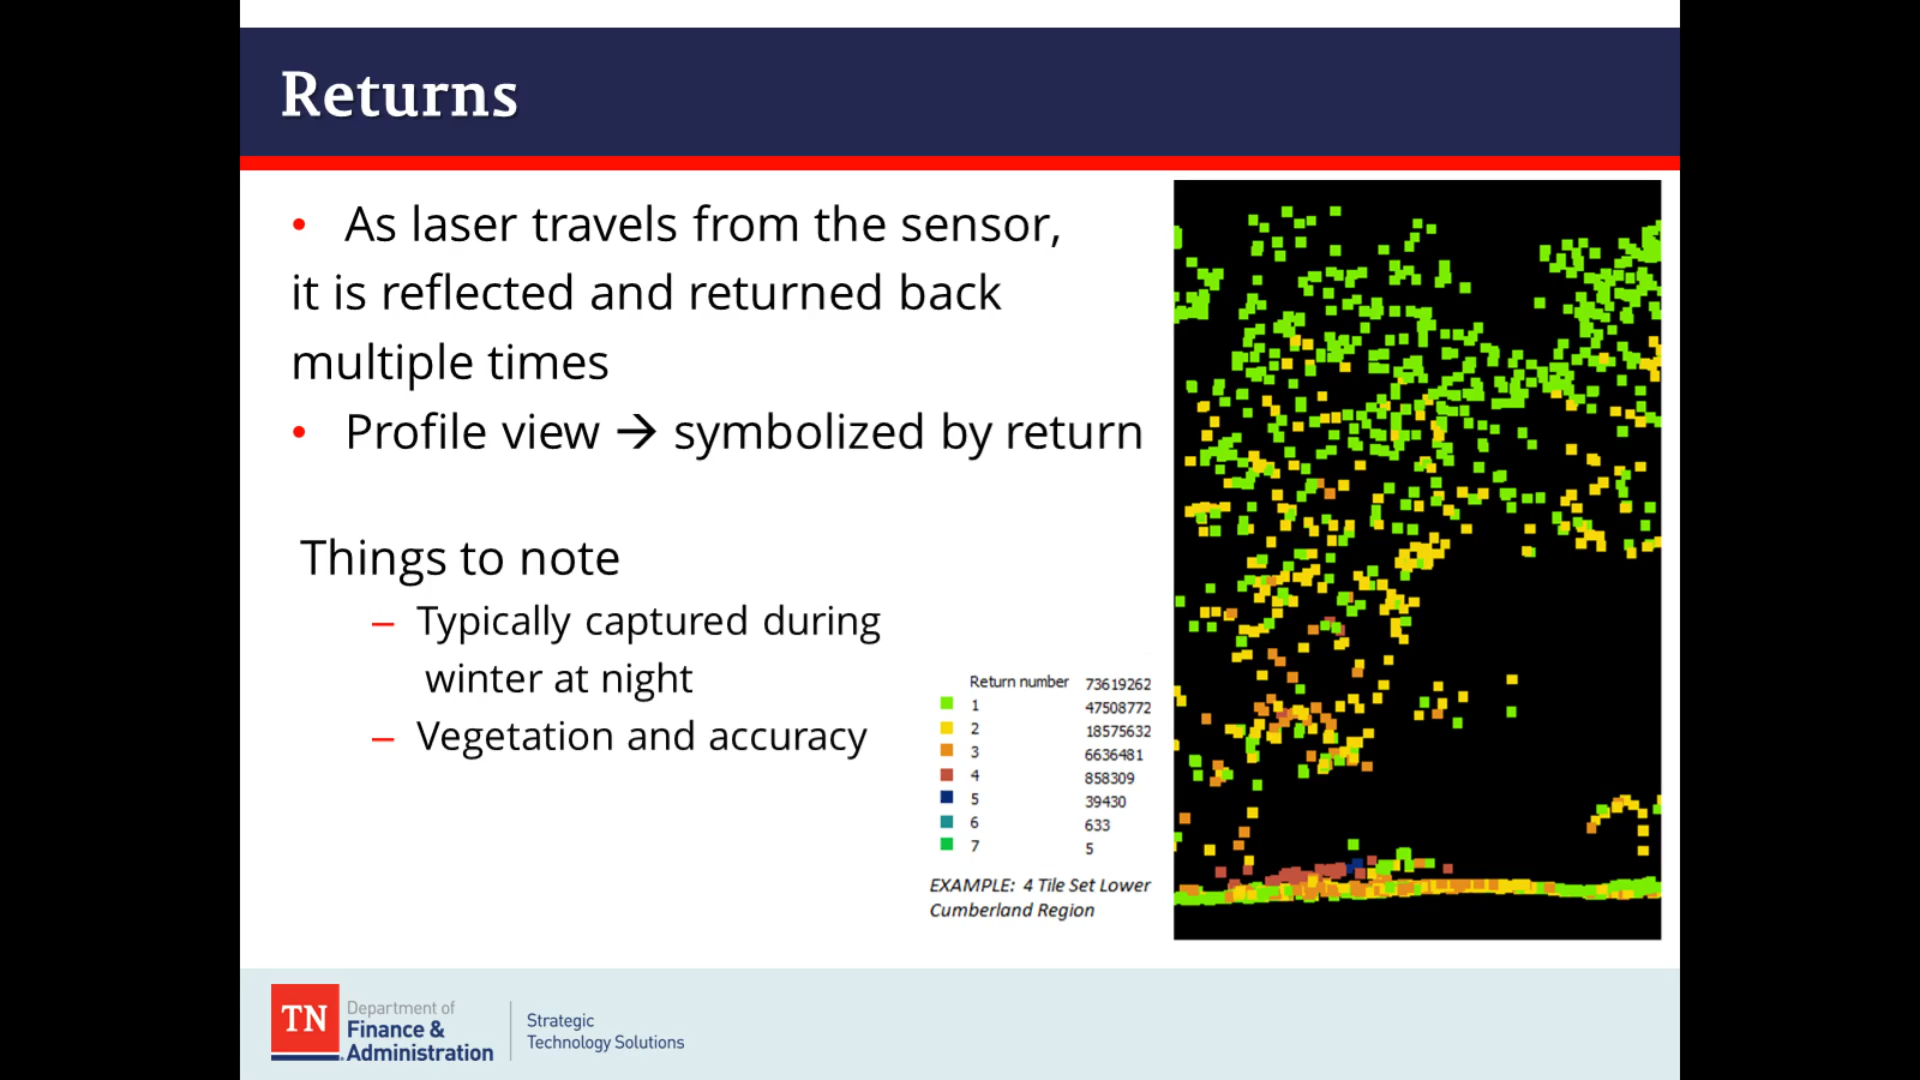 Returns
• As laser travels from the sensor,
it is reflected and returned back
multiple times
• Profile view → symbolized by return
Things to note
– Typically captured during
winter at night
– Vegetation and accuracy
Return number 73619262
1 47508772
2 18575632
3 6636481
4 858309
5 39430
6 633
7 5
EXAMPLE: 4 Tile Set Lower
Cumberland Region
TN
Department of
Finance &
Administration
Strategic
Technology Solutions